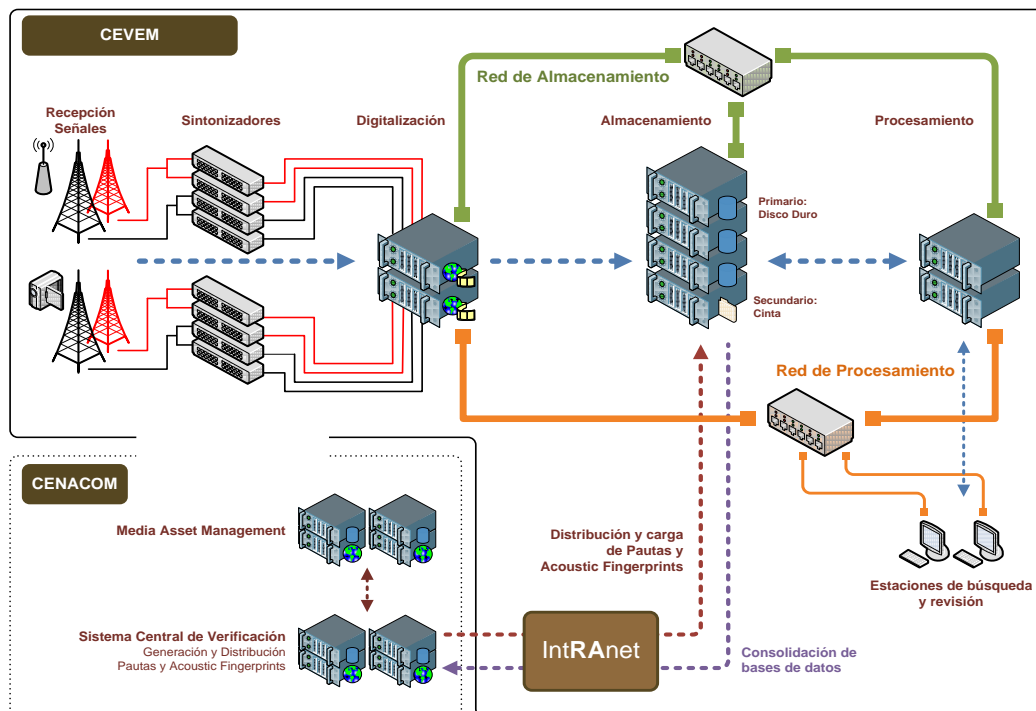 CEVEM
Red de Almacenamiento
Recepción
Señales
Sintonizadores
Digitalización
Almacenamiento
Procesamiento
Primario:
Disco Duro
Secundario:
Cinta
Red de Procesamiento
CENACOM
Media Asset Management
Distribución y carga
de Pautas y
Acoustic Fingerprints
Estaciones de búsqueda
y revisión
Sistema Central de Verificación
Generación y Distribución
Pautas y Acoustic Fingerprints
IntRAnet
Consolidación de
bases de datos